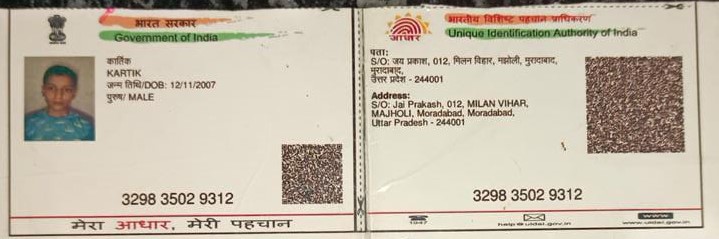 भारत सरकार
Government of India
कार्तिक
KARTIK
जन्म तिथि/DOB: 12/11/2007
पुरुष/ MALE
3298 3502 9312
मेरा आधार, मेरी पहचान
भारतीय विशिष्ट पहचान प्राधिकरण
Unique Identification Authority of India
आधार
पता:
S/O: जय प्रकाश, 012, मिलन विहार, मझोली, मुरादाबाद,
मुरादाबाद,
उत्तर प्रदेश - 244001
Address:
S/O: Jai Prakash, 012, MILAN VIHAR,
MAJHOLI, Moradabad, Moradabad,
Uttar Pradesh - 244001
3298 3502 9312
1947
help@uidai.gov.in
www
www.uidai.gov.in